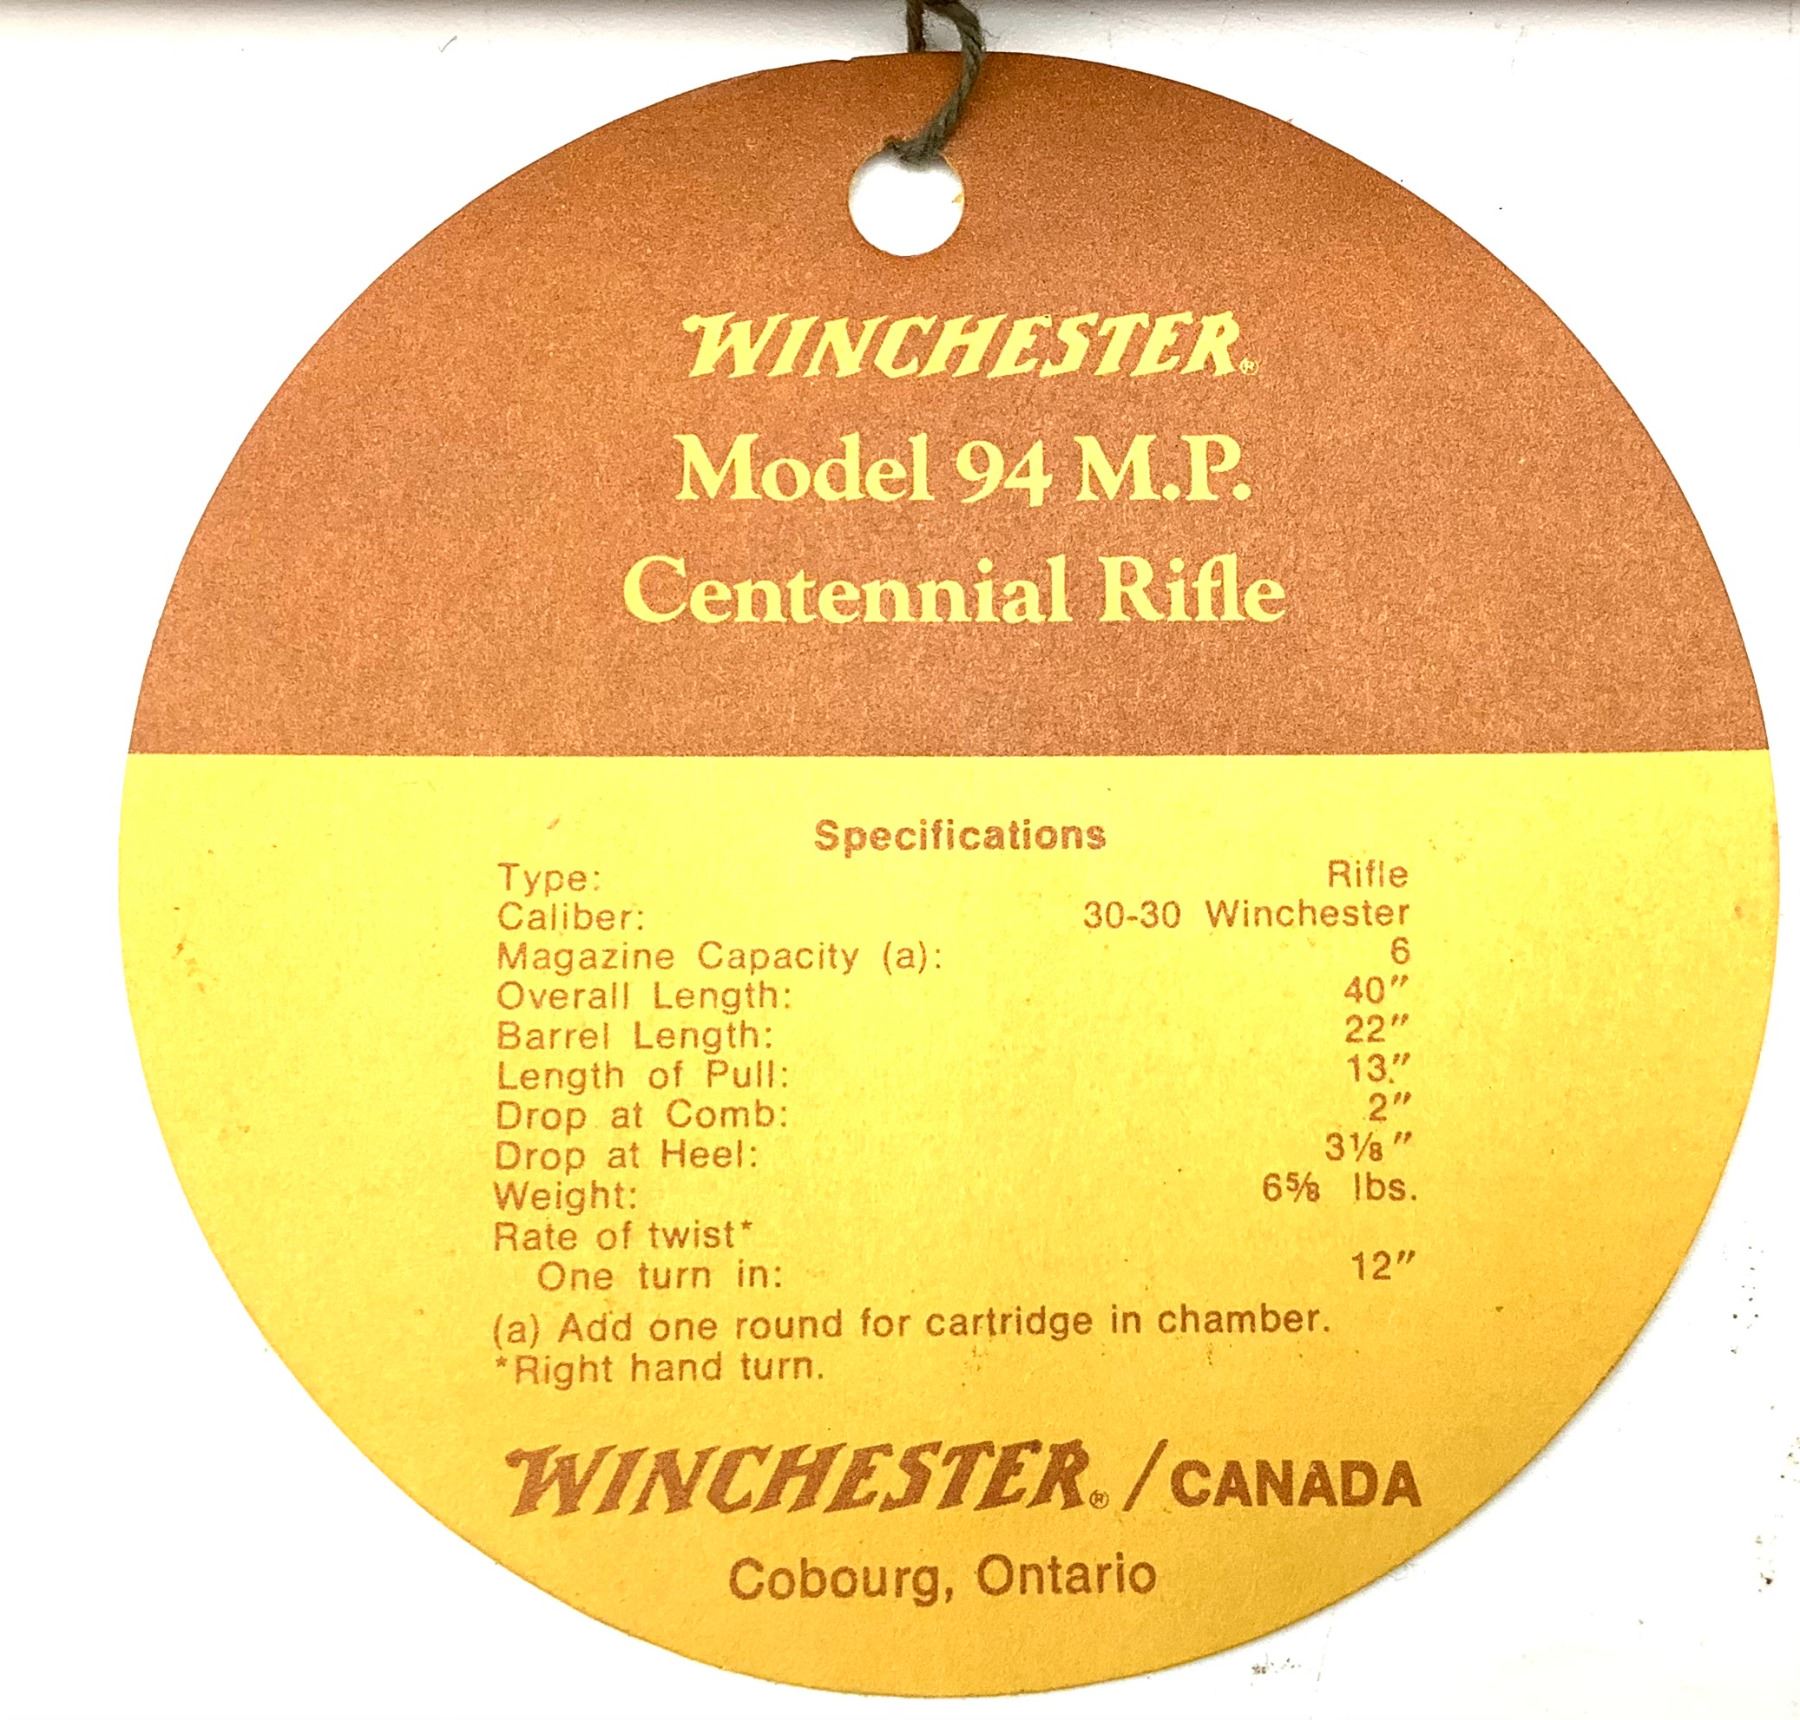 WINCHESTER®
Model 94 M.P.
Centennial Rifle
Specifications
Type: Rifle
Caliber: 30-30 Winchester
Magazine Capacity (a): 6
Overall Length: 40″
Barrel Length: 22″
Length of Pull: 13″
Drop at Comb: 2″
Drop at Heel: 3⅛″
Weight: 6⅝ lbs.
Rate of twist*
One turn in: 12″
(a) Add one round for cartridge in chamber.
*Right hand turn.
WINCHESTER® / CANADA
Cobourg, Ontario